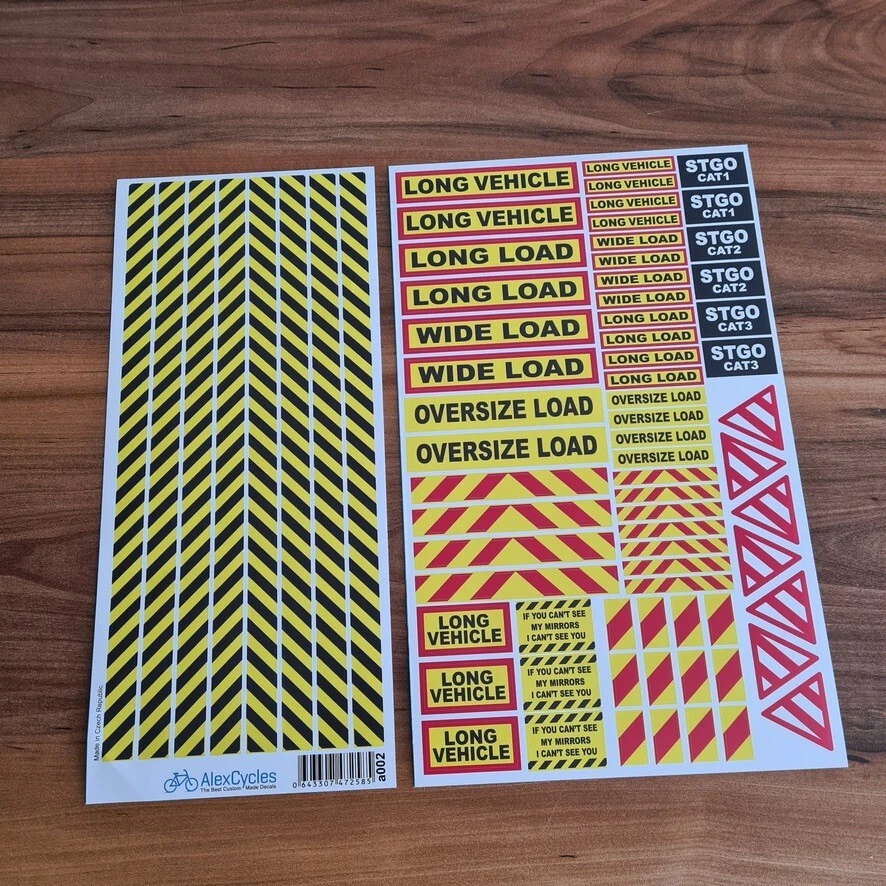 Made in Czech Republic
AlexCycles
The Best Custom Made Decals
0 643307 472585
a002
LONG VEHICLE
LONG VEHICLE
LONG LOAD
LONG LOAD
WIDE LOAD
WIDE LOAD
OVERSIZE LOAD
OVERSIZE LOAD
LONG VEHICLE
LONG VEHICLE
LONG VEHICLE
LONG VEHICLE
WIDE LOAD
WIDE LOAD
WIDE LOAD
WIDE LOAD
LONG LOAD
LONG LOAD
LONG LOAD
LONG LOAD
OVERSIZE LOAD
OVERSIZE LOAD
OVERSIZE LOAD
OVERSIZE LOAD
STGO
CAT1
STGO
CAT1
STGO
CAT2
STGO
CAT2
STGO
CAT3
STGO
CAT3
LONG
VEHICLE
LONG
VEHICLE
LONG
VEHICLE
IF YOU CAN'T SEE
MY MIRRORS
I CAN'T SEE YOU
IF YOU CAN'T SEE
MY MIRRORS
I CAN'T SEE YOU
IF YOU CAN'T SEE
MY MIRRORS
I CAN'T SEE YOU